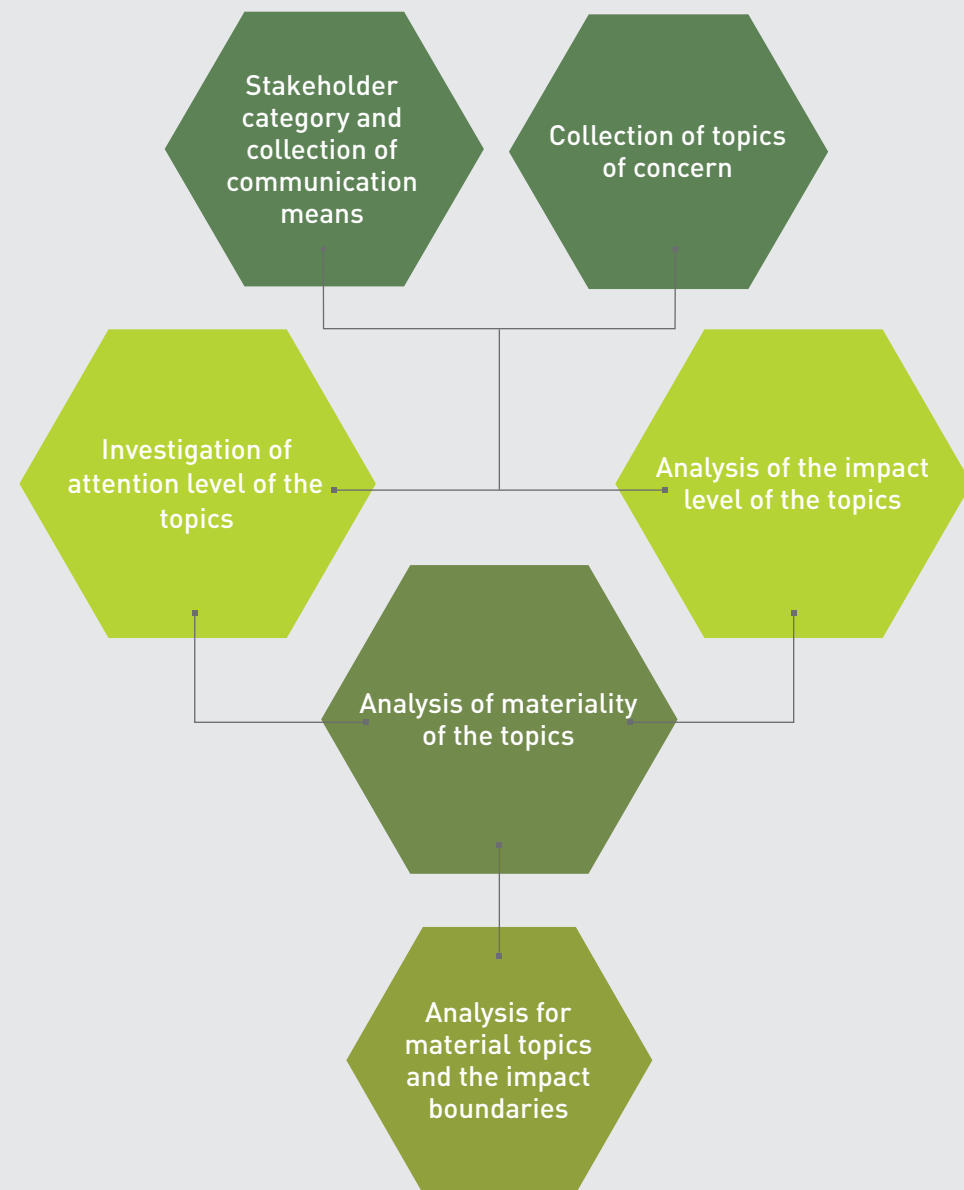 Stakeholder
category and
collection of
communication
means
Collection of topics
of concern
Investigation of
attention level of the
topics
Analysis of the impact
level of the topics
Analysis of materiality
of the topics
Analysis for
material topics
and the impact
boundaries